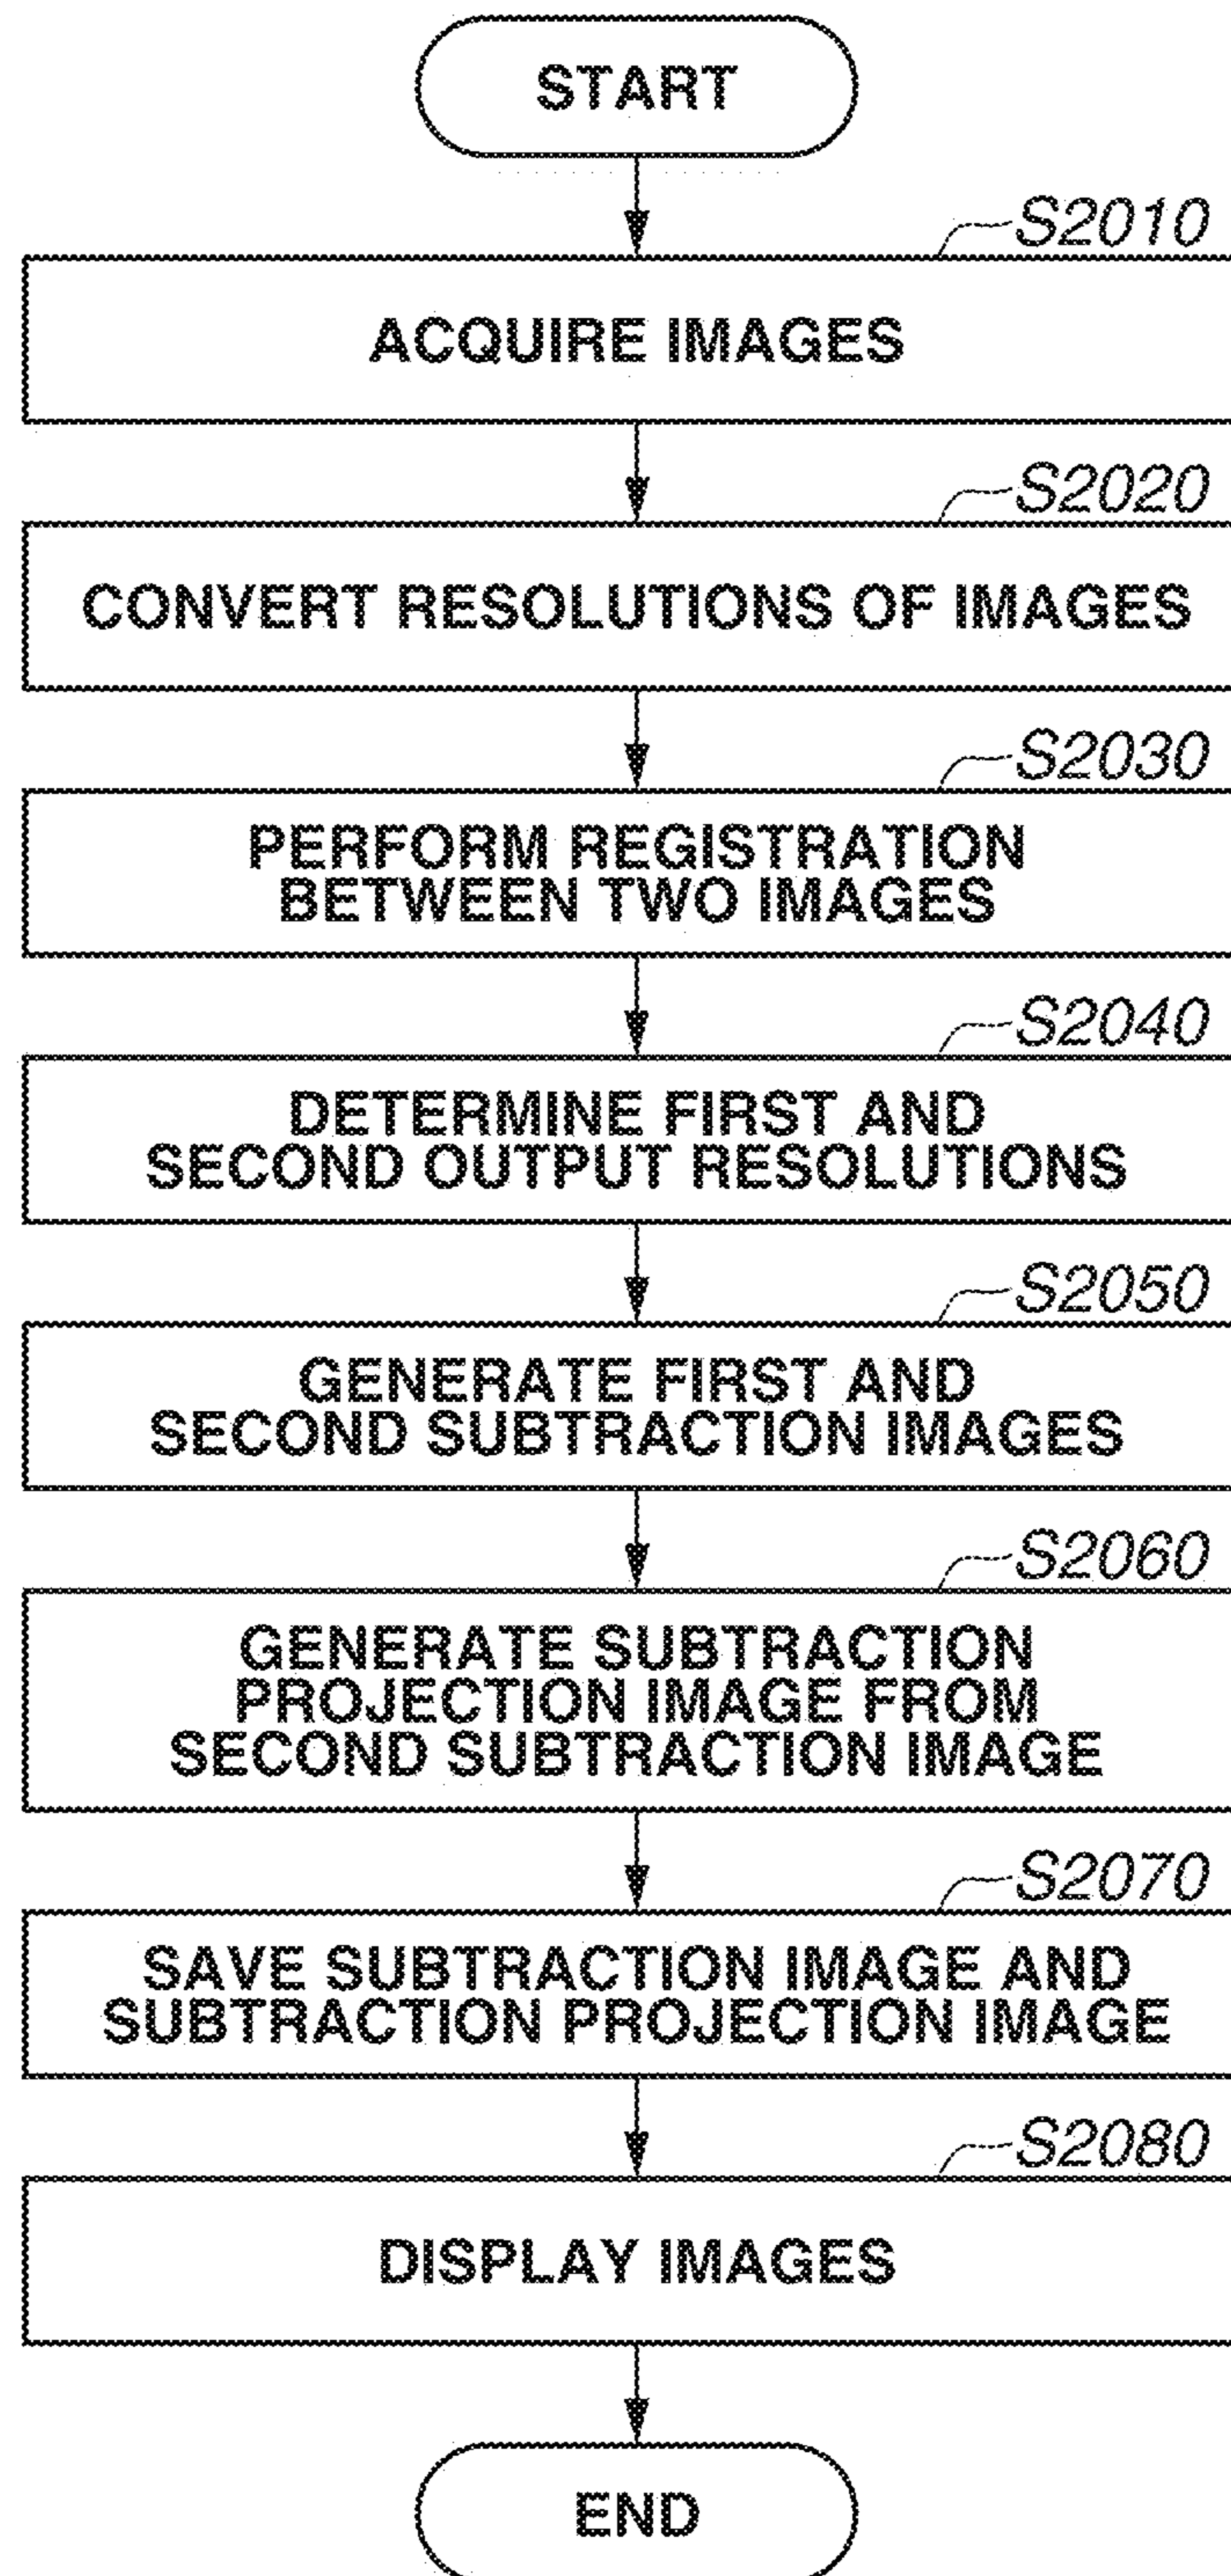 START
S2010
ACQUIRE IMAGES
S2020
CONVERT RESOLUTIONS OF IMAGES
S2030
PERFORM REGISTRATION
BETWEEN TWO IMAGES
S2040
DETERMINE FIRST AND
SECOND OUTPUT RESOLUTIONS
S2050
GENERATE FIRST AND
SECOND SUBTRACTION IMAGES
S2060
GENERATE SUBTRACTION
PROJECTION IMAGE FROM
SECOND SUBTRACTION IMAGE
S2070
SAVE SUBTRACTION IMAGE AND
SUBTRACTION PROJECTION IMAGE
S2080
DISPLAY IMAGES
END